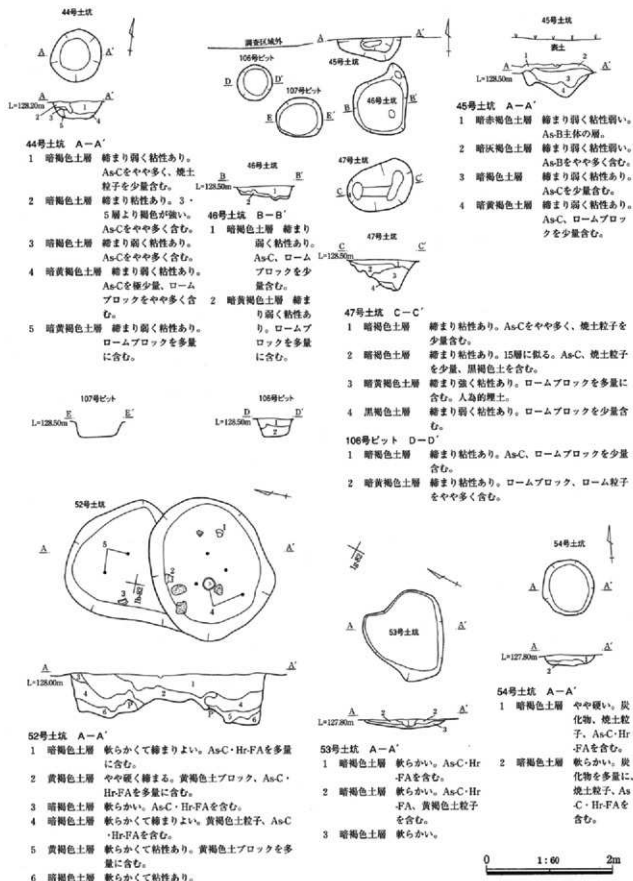 44号土坑
A A′
A A′
L=128.20m
1
2 3 5 4
44号土坑 A－A′
1 暗褐色土層 締まり弱く粘性あり。
As-Cをやや多く、焼土
粒子を少量含む。
2 暗褐色土層 締まり粘性あり。3・
5層より褐色が強い。
As-Cをやや多く含む。
3 暗褐色土層 締まり弱く粘性あり。
As-Cをやや多く含む。
4 暗黄褐色土層 締まり弱く粘性あり。
As-Cを極少量、ローム
ブロックをやや多く含
む。
5 暗黄褐色土層 締まり弱く粘性あり。
ロームブロックを多量
に含む。
調査区域外
A A′
45号土坑
106号ピット
D D′
107号ピット
E E′
46号土坑
B B′
46号土坑
B B′
L=128.50m
1
2
46号土坑 B－B′
1 暗褐色土層 締まり
弱く粘性あり。
As-C、ローム
ブロックを少
量含む。
2 暗黄褐色土層 締ま
り弱く粘性あ
り。ロームブ
ロックを多量
に含む。
47号土坑
C C′
47号土坑
C C′
L=128.50m
1
2
3
4
45号土坑
表土
A A′
1 2
L=128.50m
3
4
45号土坑 A－A′
1 暗赤褐色土層 締まり弱く粘性弱い。
As-B主体の層。
2 暗灰褐色土層 締まり弱く粘性弱い。
As-Bをやや多く含む。
3 暗褐色土層 締まり弱く粘性あり。
As-Cを少量含む。
4 暗黄褐色土層 締まり弱く粘性あり。
As-C、ロームブロッ
クを少量含む。
47号土坑 C－C′
1 暗褐色土層 締まり粘性あり。As-Cをやや多く、焼土粒子を
少量含む。
2 暗褐色土層 締まり粘性あり。15層に似る。As-C、焼土粒子
を少量、黒褐色土を含む。
3 暗黄褐色土層 締まり強く粘性あり。ロームブロックを多量に
含む。人為的埋土。
4 黒褐色土層 締まり弱く粘性あり。ロームブロックを少量含
む。
106号ピット D－D′
1 暗褐色土層 締まり粘性あり。As-C、ロームブロックを少量
含む。
2 暗黄褐色土層 締まり粘性あり。ロームブロック、ローム粒子
をやや多く含む。
107号ピット
E E′
L=128.50m
106号ピット
D D′
L=128.50m
1
2
52号土坑
A A′
5 1
2
3 4
A A′
L=128.00m
3 1
4 2 4
6 P P 5 6
52号土坑 A－A′
1 暗褐色土層 軟らかくて締まりよい。As-C・Hr-FAを多量
に含む。
2 黄褐色土層 やや硬く締まる。黄褐色土ブロック、As-C・
Hr-FAを多量に含む。
3 暗褐色土層 軟らかい。As-C・Hr-FAを含む。
4 暗褐色土層 軟らかくて締まりよい。黄褐色土粒子、As-C
・Hr-FAを含む。
5 黄褐色土層 軟らかくて粘性あり。黄褐色土ブロックを多
量に含む。
6 暗褐色土層 軟らかくて粘性あり。
53号土坑
A A′
A A′
2 1 2
L=127.80m
3
53号土坑 A－A′
1 暗褐色土層 軟らかい。As-C・Hr
-FAを含む。
2 暗褐色土層 軟らかい。As-C・Hr
-FA、黄褐色土粒子
を含む。
3 暗褐色土層 軟らかい。
54号土坑
A A′
A A′
L=127.80m
1
2
54号土坑 A－A′
1 暗褐色土層 やや硬い。炭
化物、焼土粒
子、As-C・Hr
-FAを含む。
2 暗褐色土層 軟らかい。炭
化物を多量に、
焼土粒子、As
-C・Hr-FAを
含む。
0 1:60 2m